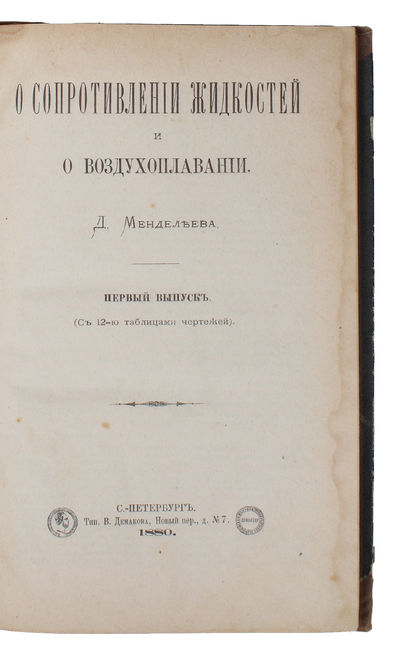 О СОПРОТИВЛЕНІИ ЖИДКОСТЕЙ
И
О ВОЗДУХОПЛАВАНІИ.
Д. Менделѣева.
ПЕРВЫЙ ВЫПУСКЪ.
(Съ 12-ю таблицами чертежей).
С.-ПЕТЕРБУРГЪ.
Тип. В. Демакова, Новый пер., д. № 7.
1880.